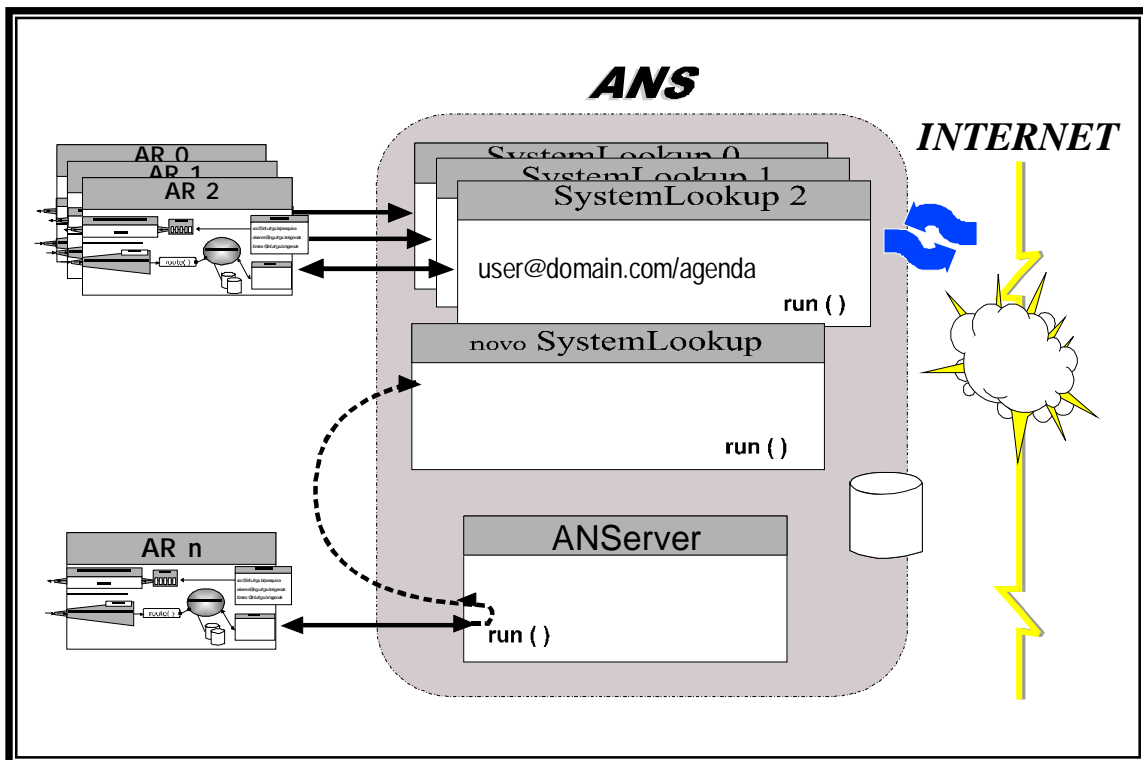 ANS
INTERNET
AR 0
AR 1
AR 2
route( )
SystemLookup 0
SystemLookup 1
SystemLookup 2
user@domain.com/agenda
run ( )
novo SystemLookup
run ( )
ANServer
run ( )
AR n
route( )